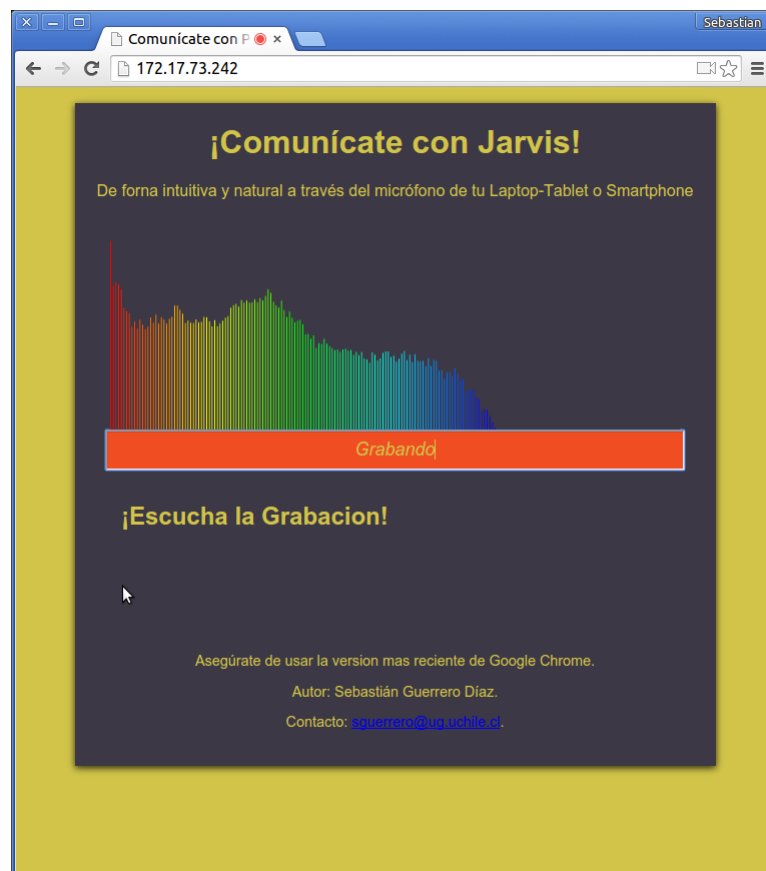 Sebastian
Comunícate con P
172.17.73.242
¡Comunícate con Jarvis!
De forna intuitiva y natural a través del micrófono de tu Laptop-Tablet o Smartphone
Grabando
¡Escucha la Grabacion!
Asegúrate de usar la version mas reciente de Google Chrome.
Autor: Sebastián Guerrero Díaz.
Contacto: sguerrero@ug.uchile.cl.